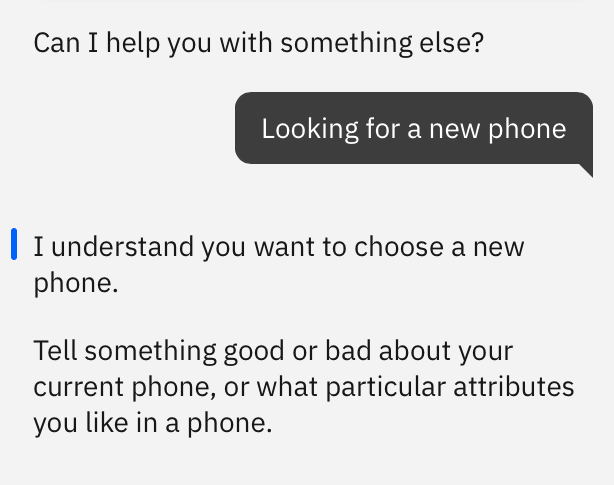 Can I help you with something else?
Looking for a new phone
I understand you want to choose a new
phone.
Tell something good or bad about your
current phone, or what particular attributes
you like in a phone.